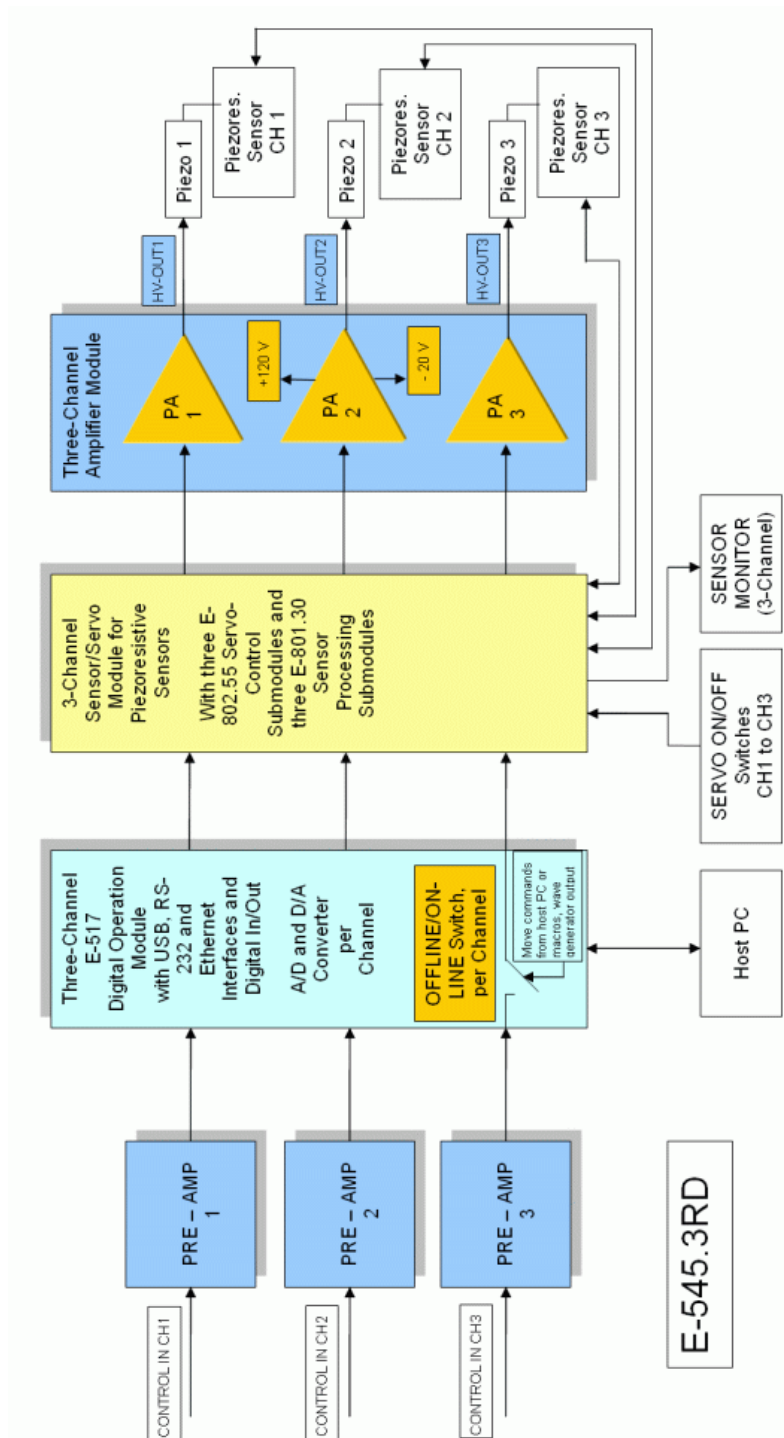 CONTROL IN CH1
CONTROL IN CH2
CONTROL IN CH3
PRE – AMP
1
PRE – AMP
2
PRE – AMP
3
Three-Channel
E-517
Digital Operation
Module
with USB, RS-
232 and
Ethernet
Interfaces and
Digital In/Out
A/D and D/A
Converter
per
Channel
OFFLINE/ON-
LINE Switch,
per Channel
Move commands
from host PC or
macros, wave
generator output
Host PC
3-Channel
Sensor/Servo
Module for
Piezoresistive
Sensors
With three E-
802.55 Servo-
Control
Submodules and
three E-801.30
Sensor
Processing
Submodules
SERVO ON/OFF
Switches
CH1 to CH3
SENSOR
MONITOR
(3-Channel)
Three-Channel
Amplifier Module
PA
1
+120 V
PA
2
- 20 V
PA
3
HV-OUT1
HV-OUT2
HV-OUT3
Piezo 1
Piezores.
Sensor
CH 1
Piezo 2
Piezores.
Sensor
CH 2
Piezo 3
Piezores.
Sensor
CH 3
E-545.3RD